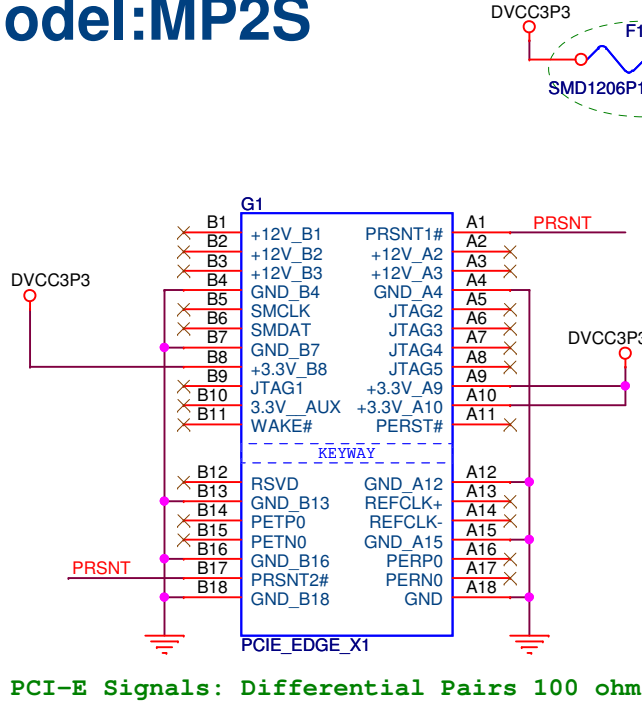 odel:MP2S
DVCC3P3
F1
SMD1206P1
G1
B1 +12V_B1 PRSNT1# A1 PRSNT
B2 +12V_B2 +12V_A2 A2
B3 +12V_B3 +12V_A3 A3
DVCC3P3
B4 GND_B4 GND_A4 A4
B5 SMCLK JTAG2 A5
B6 SMDAT JTAG3 A6
B7 GND_B7 JTAG4 A7
DVCC3P3
B8 +3.3V_B8 JTAG5 A8
B9 JTAG1 +3.3V_A9 A9
B10 3.3V__AUX +3.3V_A10 A10
B11 WAKE# PERST# A11
KEYWAY
B12 RSVD GND_A12 A12
B13 GND_B13 REFCLK+ A13
B14 PETP0 REFCLK- A14
B15 PETN0 GND_A15 A15
B16 GND_B16 PERP0 A16
PRSNT B17 PRSNT2# PERN0 A17
B18 GND_B18 GND A18
PCIE_EDGE_X1
PCI-E Signals: Differential Pairs 100 ohm